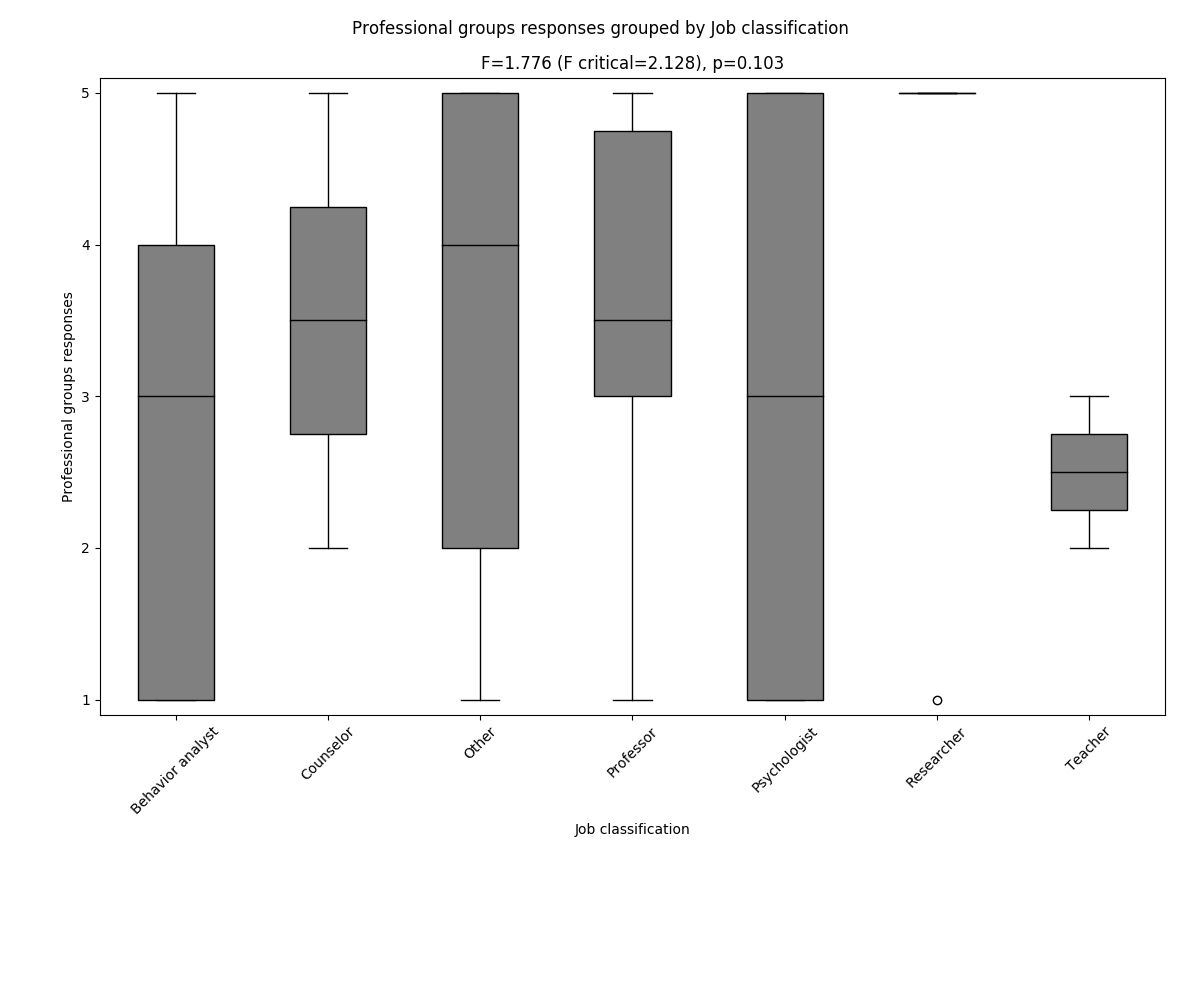 Professional groups responses grouped by Job classification
F=1.776 (F critical=2.128), p=0.103
5
4
3
2
1
Professional groups responses
Behavior analyst
Counselor
Other
Professor
Psychologist
Researcher
Teacher
Job classification